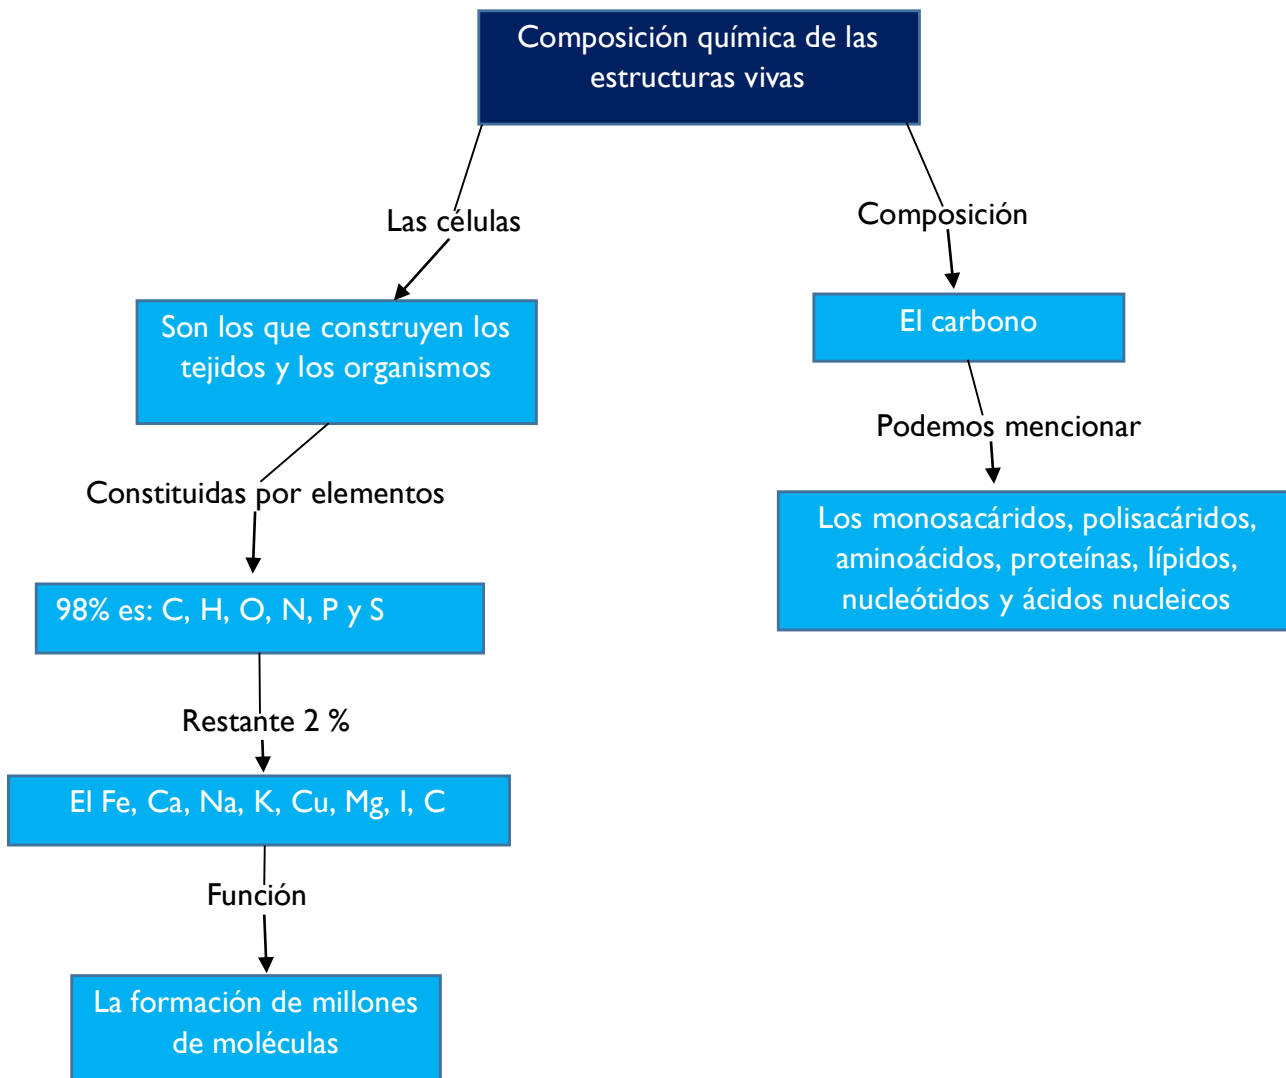 Composición química de las
estructuras vivas
Las células
Composición
Son los que construyen los
tejidos y los organismos
El carbono
Constituidas por elementos
Podemos mencionar
98% es: C, H, O, N, P y S
Los monosacáridos, polisacáridos,
aminoácidos, proteínas, lípidos,
nucleótidos y ácidos nucleicos
Restante 2 %
El Fe, Ca, Na, K, Cu, Mg, I, C
Función
La formación de millones
de moléculas